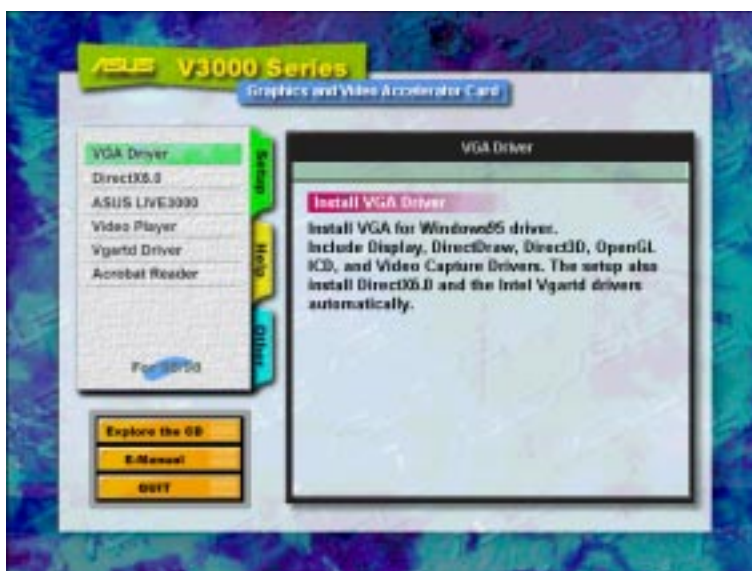 ASUS V3000 Series
Graphics and Video Accelerator Card
VGA Driver
DirectX6.0
ASUS LIVE3000
Video Player
Vgartd Driver
Acrobat Reader
For
Setup
Help
Other
Explore the CD
E-Manual
QUIT
VGA Driver
Install VGA Driver
Install VGA for Windows95 driver.
Include Display, DirectDraw, Direct3D, OpenGL
ICD, and Video Capture Drivers. The setup also
install DirectX6.0 and the Intel Vgartd drivers
automatically.